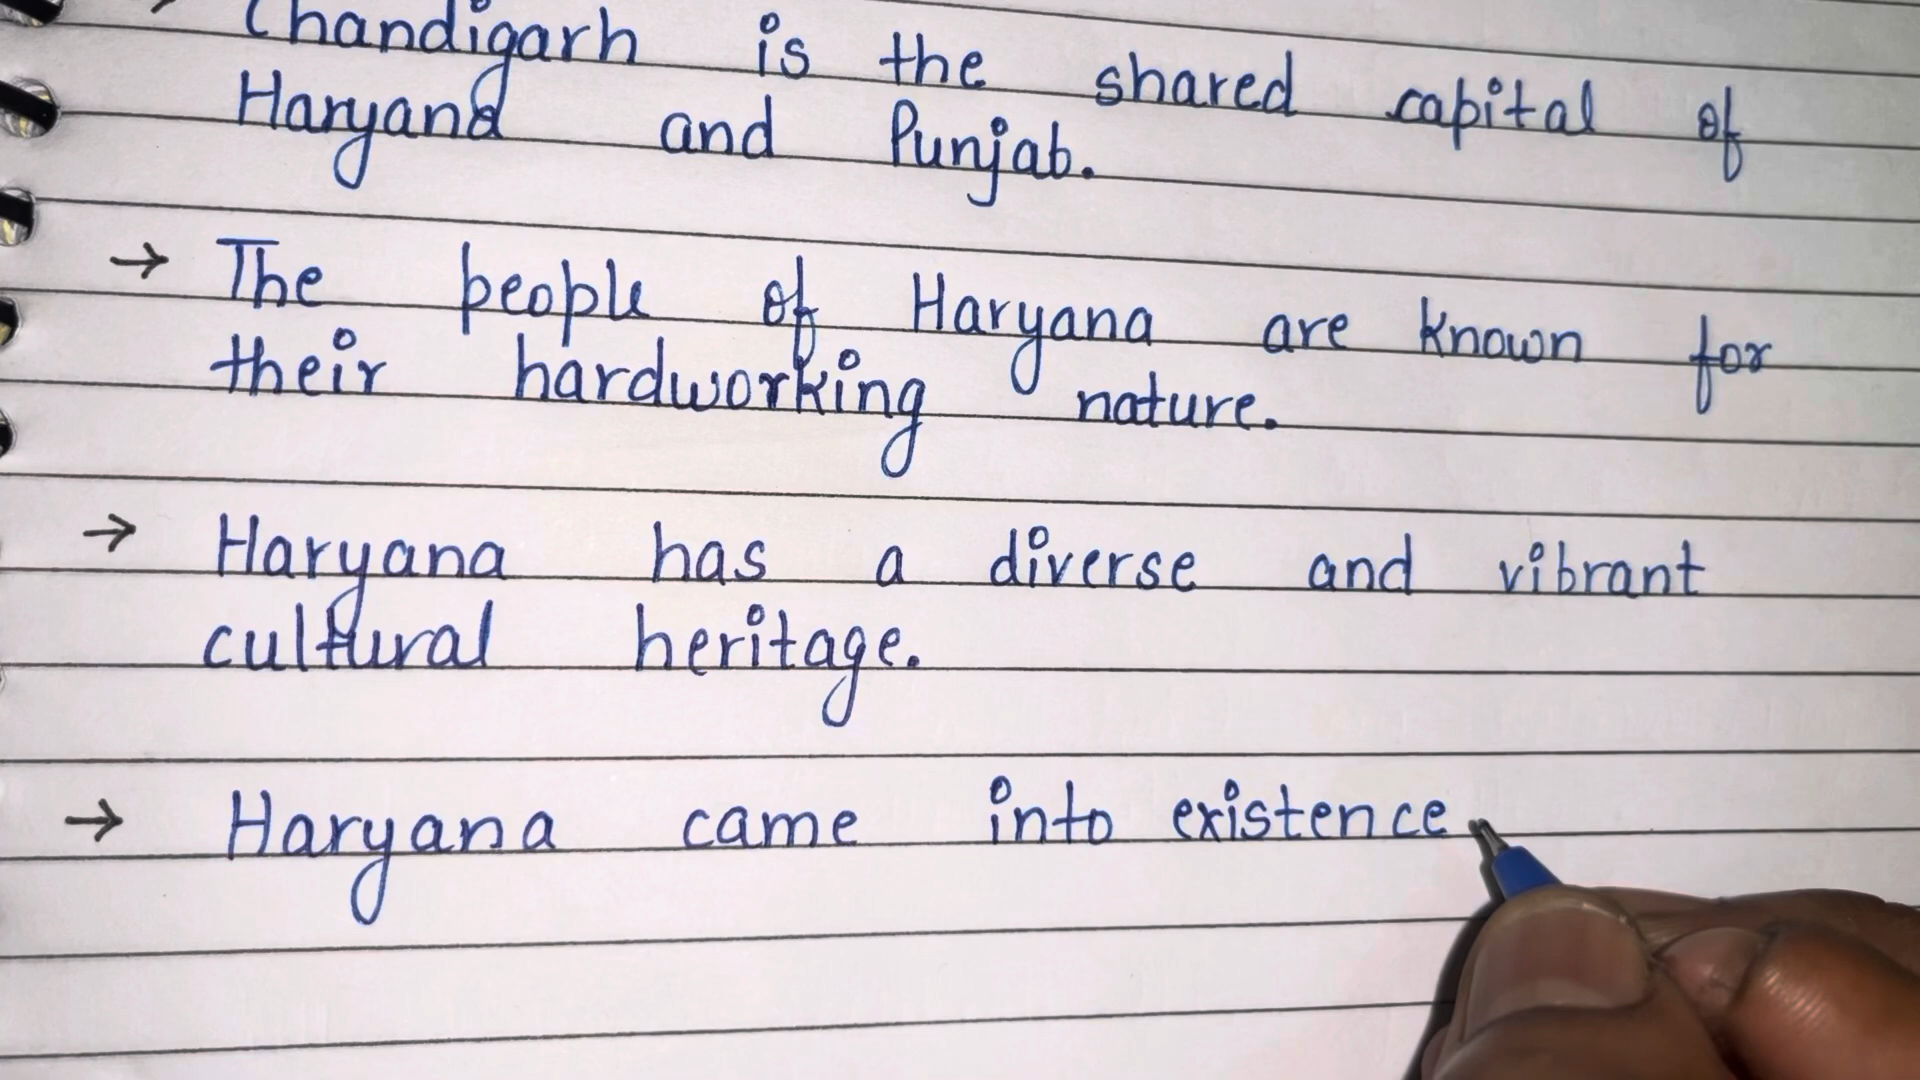 → Chandigarh is the shared capital of
Haryana and Punjab.
→ The people of Haryana are known for
their hardworking nature.
→ Haryana has a diverse and vibrant
cultural heritage.
→ Haryana came into existence